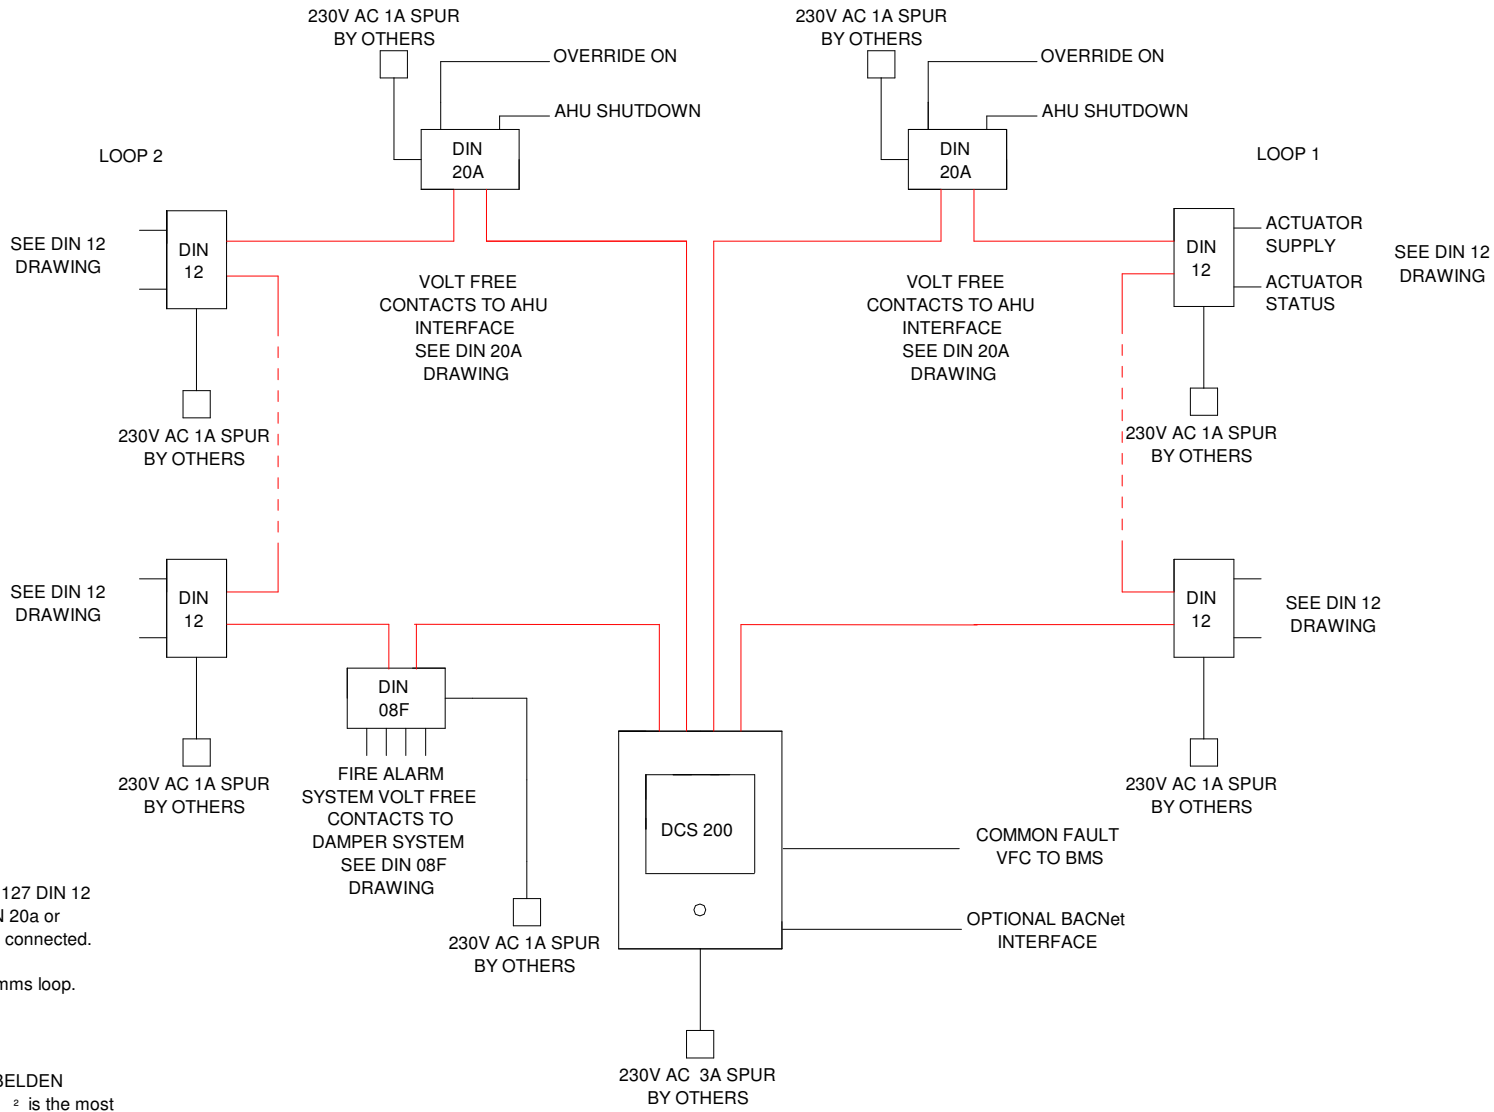 230V AC 1A SPUR
BY OTHERS
OVERRIDE ON
AHU SHUTDOWN
DIN
20A
230V AC 1A SPUR
BY OTHERS
OVERRIDE ON
AHU SHUTDOWN
DIN
20A
LOOP 2
LOOP 1
SEE DIN 12
DRAWING
DIN
12
VOLT FREE
CONTACTS TO AHU
INTERFACE
SEE DIN 20A
DRAWING
VOLT FREE
CONTACTS TO AHU
INTERFACE
SEE DIN 20A
DRAWING
DIN
12
ACTUATOR
SUPPLY
ACTUATOR
STATUS
SEE DIN 12
DRAWING
230V AC 1A SPUR
BY OTHERS
230V AC 1A SPUR
BY OTHERS
SEE DIN 12
DRAWING
DIN
12
DIN
12
SEE DIN 12
DRAWING
DIN
08F
230V AC 1A SPUR
BY OTHERS
FIRE ALARM
SYSTEM VOLT FREE
CONTACTS TO
DAMPER SYSTEM
SEE DIN 08F
DRAWING
230V AC 1A SPUR
BY OTHERS
DCS 200
COMMON FAULT
VFC TO BMS
OPTIONAL BACNet
INTERFACE
230V AC 1A SPUR
BY OTHERS
127 DIN 12
N 20a or
connected.
mms loop.
230V AC 3A SPUR
BY OTHERS
BELDEN
² is the most